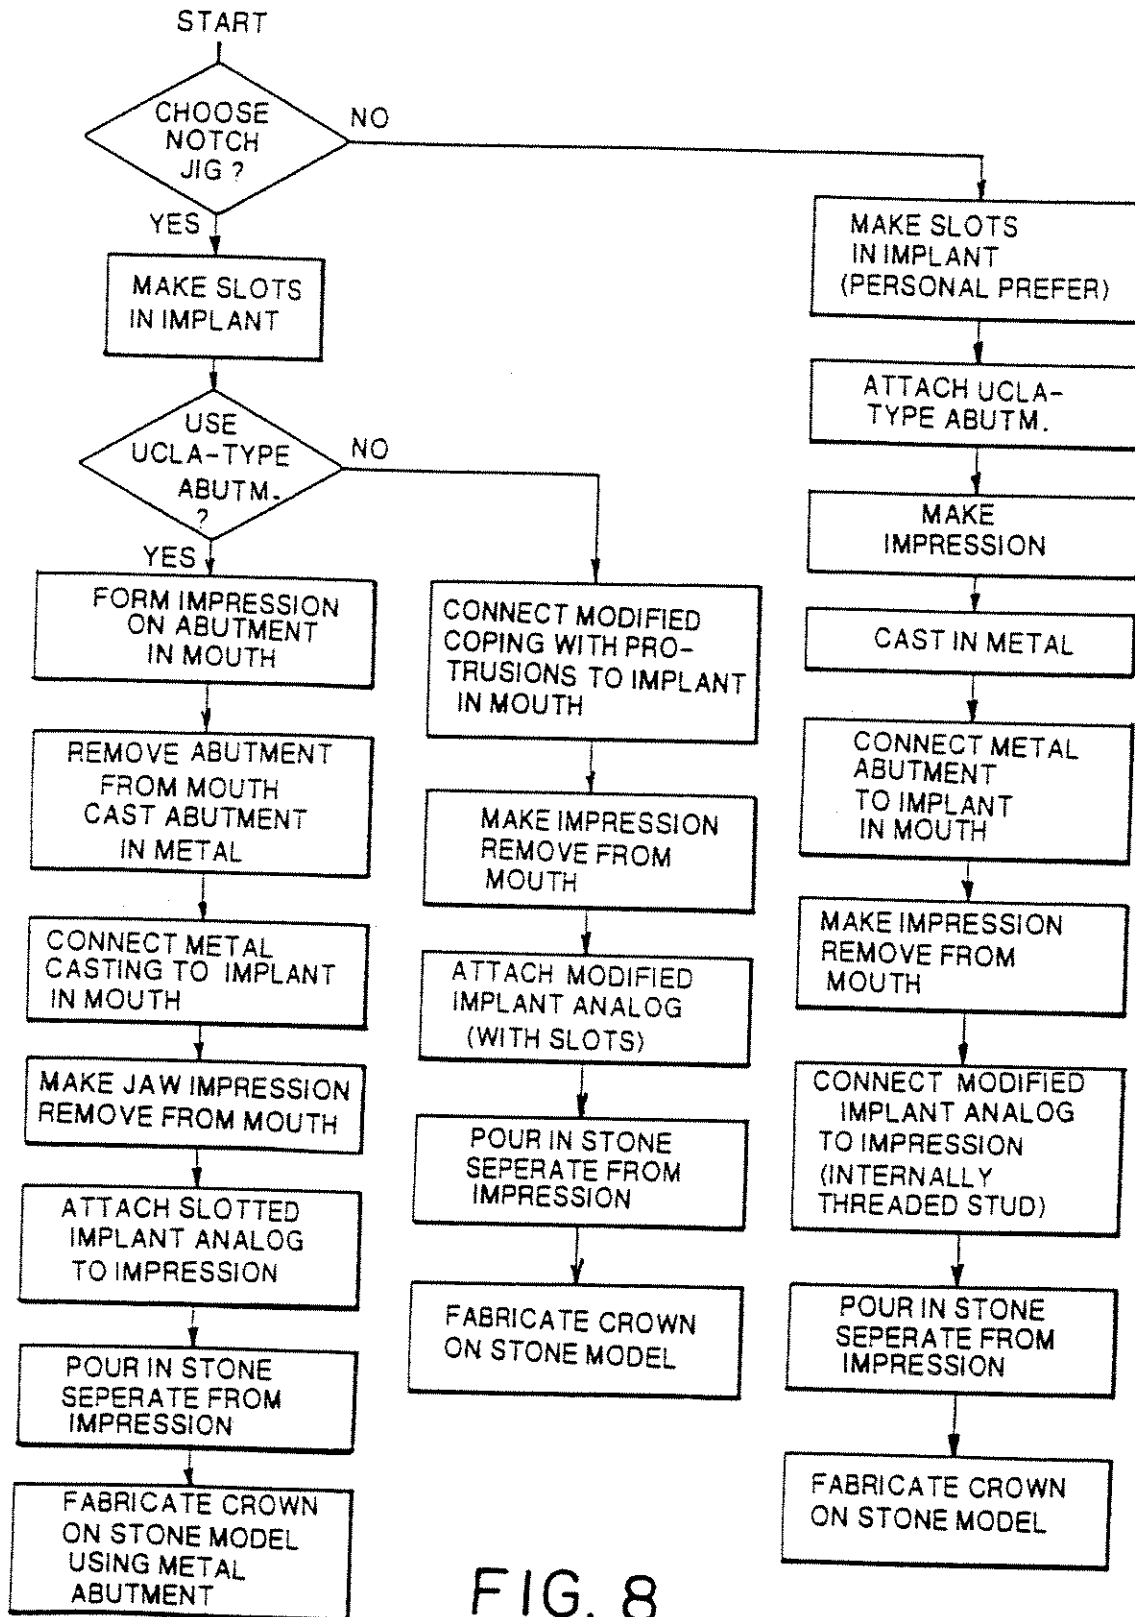 START
CHOOSE
NOTCH
JIG ?
NO
YES
MAKE SLOTS
IN IMPLANT
USE
UCLA-TYPE
ABUTM.
?
NO
YES
FORM IMPRESSION
ON ABUTMENT
IN MOUTH
REMOVE ABUTMENT
FROM MOUTH
CAST ABUTMENT
IN METAL
CONNECT METAL
CASTING TO IMPLANT
IN MOUTH
MAKE JAW IMPRESSION
REMOVE FROM MOUTH
ATTACH SLOTTED
IMPLANT ANALOG
TO IMPRESSION
POUR IN STONE
SEPERATE FROM
IMPRESSION
FABRICATE CROWN
ON STONE MODEL
USING METAL
ABUTMENT
CONNECT MODIFIED
COPING WITH PRO-
TRUSIONS TO IMPLANT
IN MOUTH
MAKE IMPRESSION
REMOVE FROM
MOUTH
ATTACH MODIFIED
IMPLANT ANALOG
(WITH SLOTS)
POUR IN STONE
SEPERATE FROM
IMPRESSION
FABRICATE CROWN
ON STONE MODEL
MAKE SLOTS
IN IMPLANT
(PERSONAL PREFER)
ATTACH UCLA-
TYPE ABUTM.
MAKE
IMPRESSION
CAST IN METAL
CONNECT METAL
ABUTMENT
TO IMPLANT
IN MOUTH
MAKE IMPRESSION
REMOVE FROM
MOUTH
CONNECT MODIFIED
IMPLANT ANALOG
TO IMPRESSION
(INTERNALLY
THREADED STUD)
POUR IN STONE
SEPERATE FROM
IMPRESSION
FABRICATE CROWN
ON STONE MODEL
FIG. 8